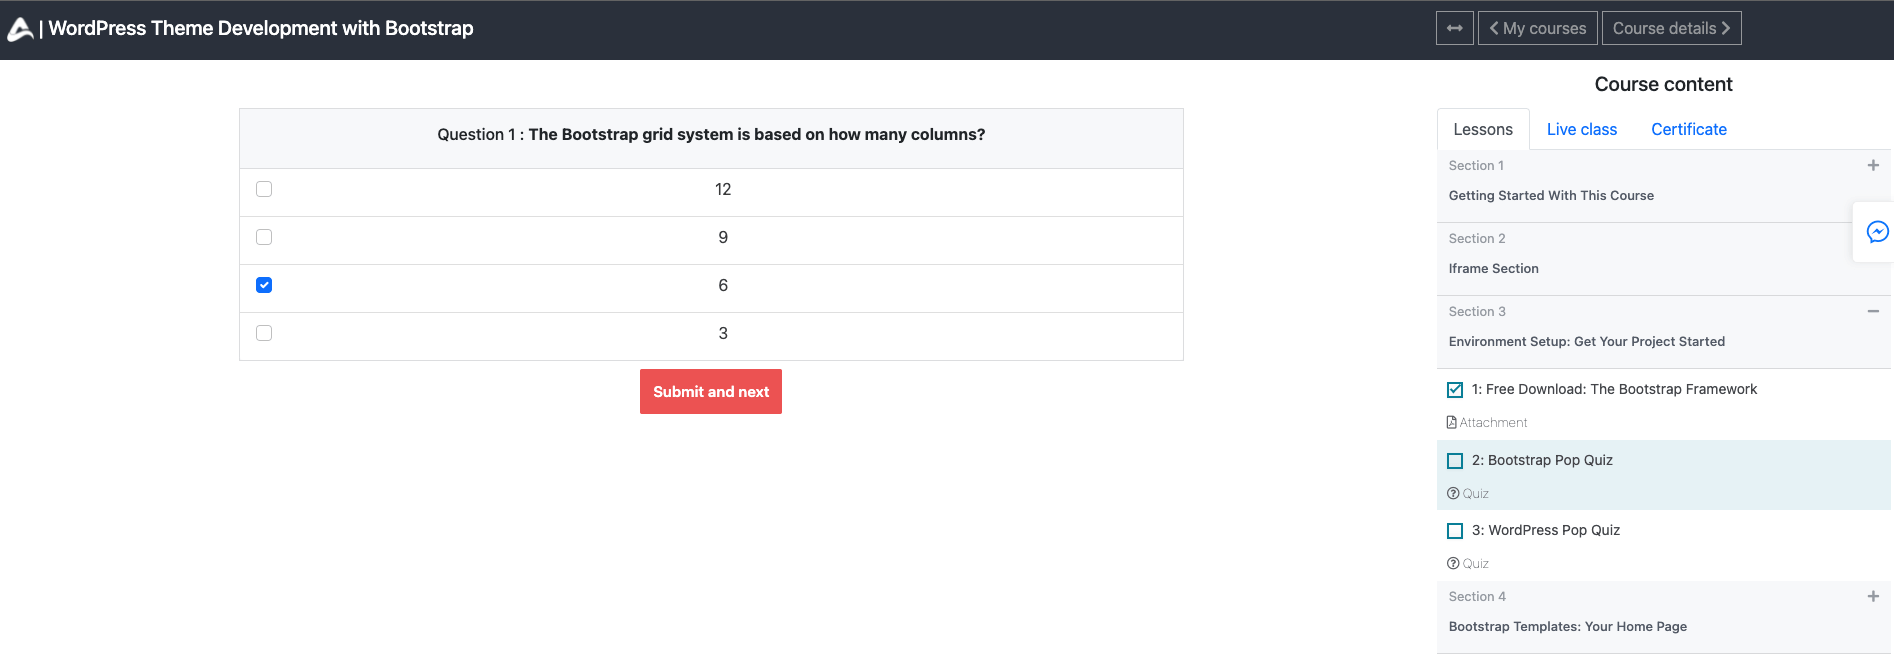 | WordPress Theme Development with Bootstrap
My courses
Course details
Question 1 : The Bootstrap grid system is based on how many columns?
12
9
6
3
Submit and next
Course content
Lessons
Live class
Certificate
Section 1
Getting Started With This Course
Section 2
Iframe Section
Section 3
Environment Setup: Get Your Project Started
1: Free Download: The Bootstrap Framework
Attachment
2: Bootstrap Pop Quiz
Quiz
3: WordPress Pop Quiz
Quiz
Section 4
Bootstrap Templates: Your Home Page